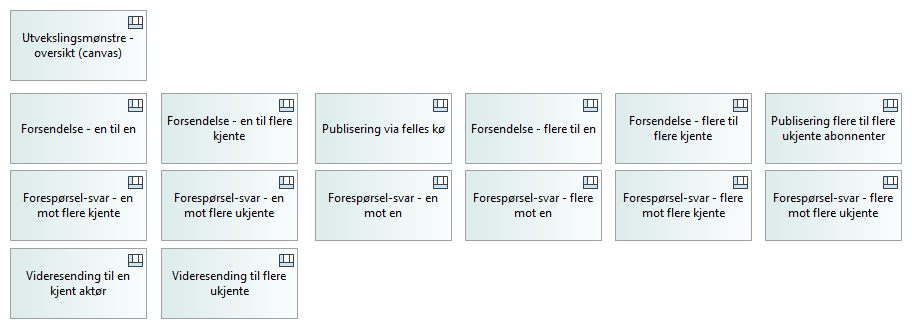 Utvekslingsmønstre -
oversikt (canvas)
Forsendelse - en til en
Forsendelse - en til flere
kjente
Publisering via felles kø
Forsendelse - flere til en
Forsendelse - flere til
flere kjente
Publisering flere til flere
ukjente abonnenter
Forespørsel-svar - en
mot flere kjente
Forespørsel-svar - en
mot flere ukjente
Forespørsel-svar - en
mot en
Forespørsel-svar - flere
mot en
Forespørsel-svar - flere
mot flere kjente
Forespørsel-svar - flere
mot flere ukjente
Videresending til en
kjent aktør
Videresending til flere
ukjente